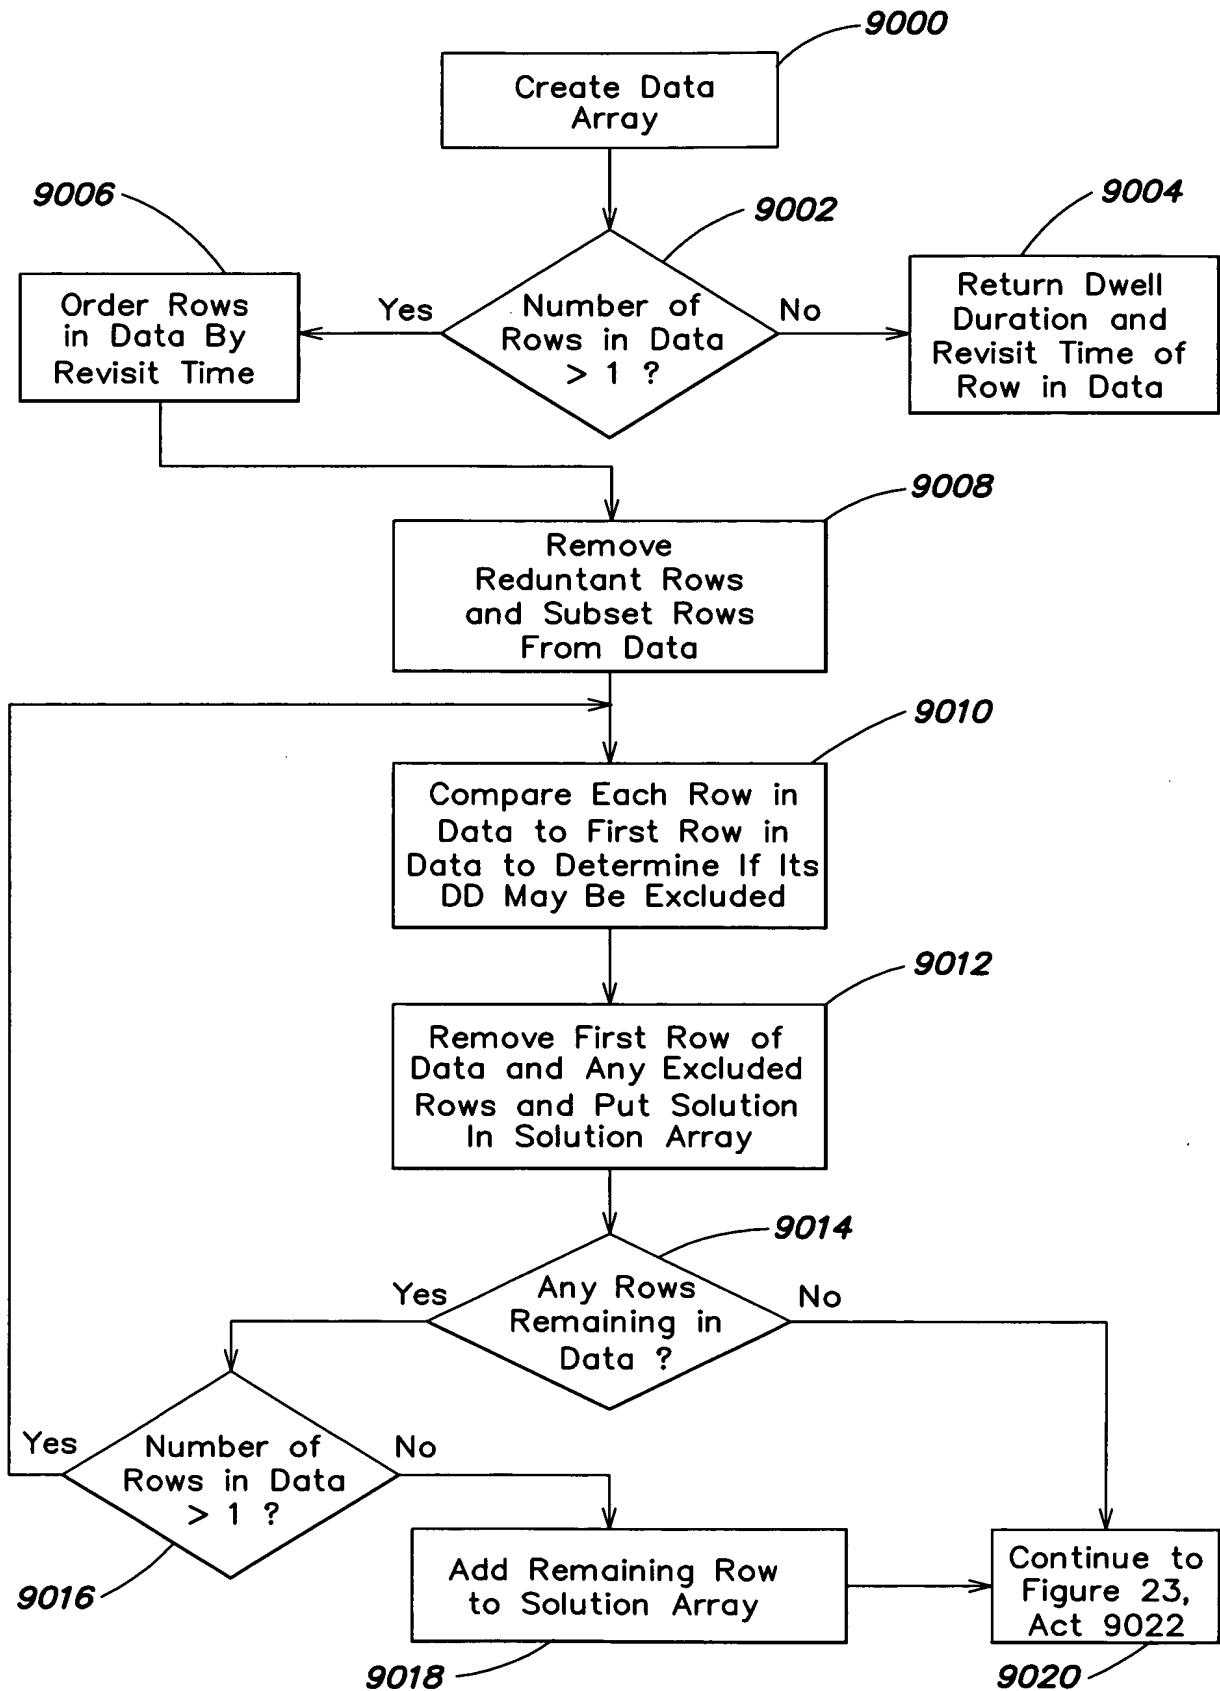 9000
Create Data
Array
9006
9002
9004
Order Rows
in Data By
Revisit Time
Yes
Number of
Rows in Data
> 1 ?
No
Return Dwell
Duration and
Revisit Time of
Row in Data
9008
Remove
Reduntant Rows
and Subset Rows
From Data
9010
Compare Each Row in
Data to First Row in
Data to Determine If Its
DD May Be Excluded
9012
Remove First Row of
Data and Any Excluded
Rows and Put Solution
In Solution Array
9014
Yes
Any Rows
Remaining in
Data ?
No
Yes
Number of
Rows in Data
> 1 ?
No
9016
Add Remaining Row
to Solution Array
9018
Continue to
Figure 23,
Act 9022
9020